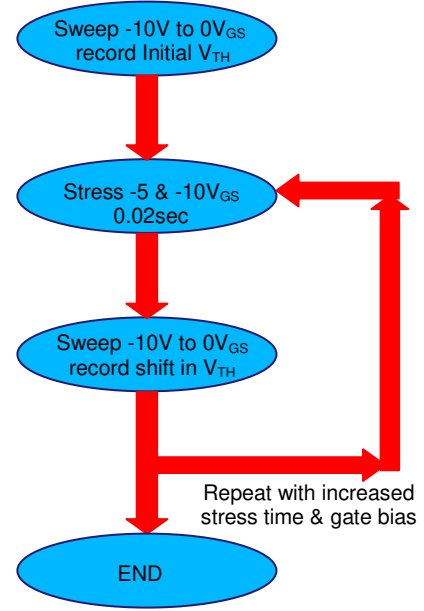 Sweep -10V to 0VGS
record Initial VTH
Stress -5 & -10VGS
0.02sec
Sweep -10V to 0VGS
record shift in VTH
Repeat with increased
stress time & gate bias
END